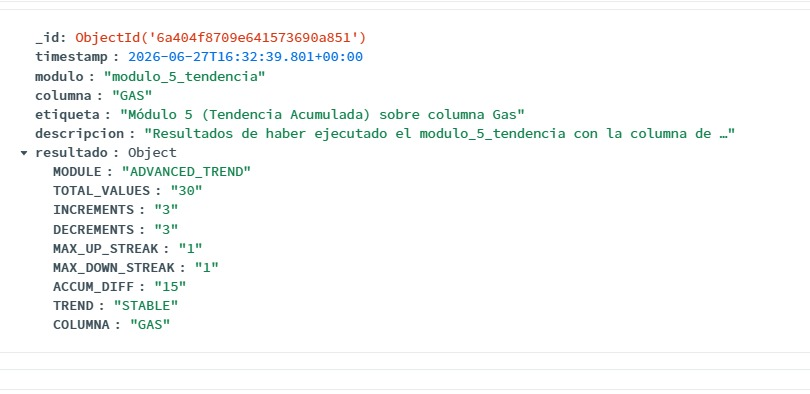 _id: ObjectId('6a404f8709e641573690a851')
timestamp : 2026-06-27T16:32:39.801+00:00
modulo : "modulo_5_tendencia"
columna : "GAS"
etiqueta : "Módulo 5 (Tendencia Acumulada) sobre columna Gas"
descripcion : "Resultados de haber ejecutado el modulo_5_tendencia con la columna de …"
resultado : Object
MODULE : "ADVANCED_TREND"
TOTAL_VALUES : "30"
INCREMENTS : "3"
DECREMENTS : "3"
MAX_UP_STREAK : "1"
MAX_DOWN_STREAK : "1"
ACCUM_DIFF : "15"
TREND : "STABLE"
COLUMNA : "GAS"